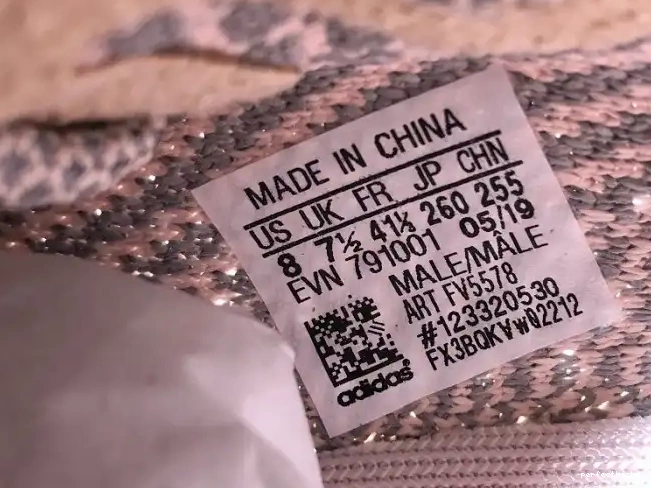 MADE IN CHINA
US UK FR JP CHN
8 7½ 41⅓ 260 255
EVN 791001 05/19
MALE/MÂLE
ART FV5578
#123320530
FX3BQKVw02212
adidas®